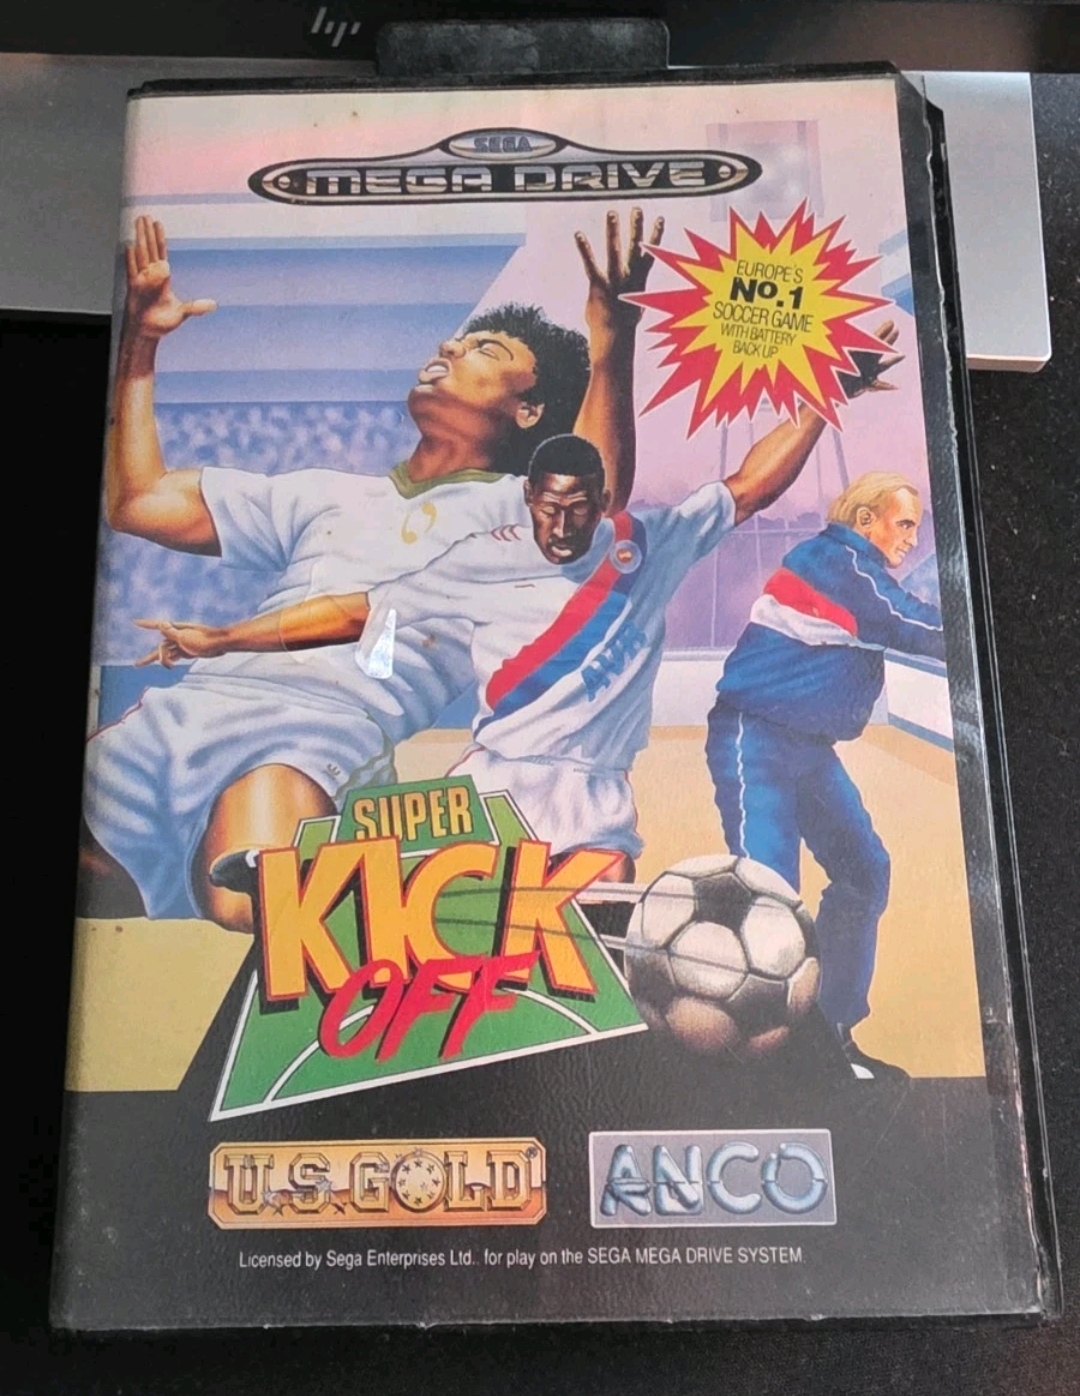 hp
SEGA
MEGA DRIVE
EUROPE'S
No.1
SOCCER GAME
WITH BATTERY
BACK UP
SUPER
KICK
OFF
U.S. GOLD®
ANCO
Licensed by Sega Enterprises Ltd. for play on the SEGA MEGA DRIVE SYSTEM.